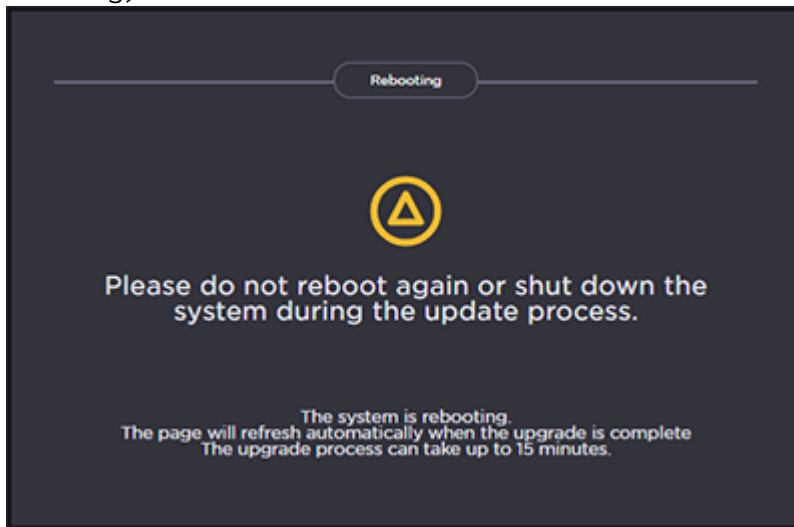 Rebooting
Please do not reboot again or shut down the
system during the update process.
The system is rebooting.
The page will refresh automatically when the upgrade is complete
The upgrade process can take up to 15 minutes.